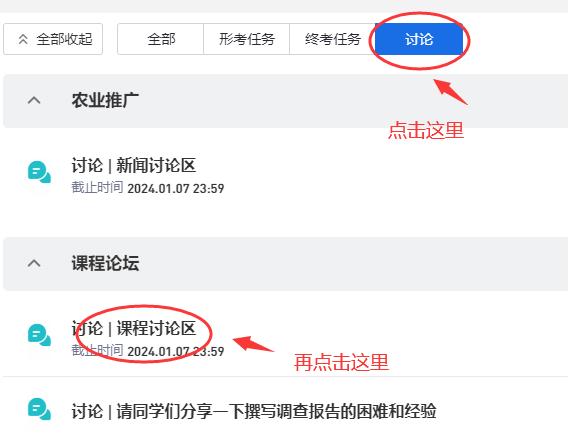 全部收起 全部 形考任务 终考任务 讨论
点击这里
农业推广
讨论 | 新闻讨论区
截止时间 2024.01.07 23:59
课程论坛
讨论 | 课程讨论区
截止时间 2024.01.07 23:59
再点击这里
讨论 | 请同学们分享一下撰写调查报告的困难和经验